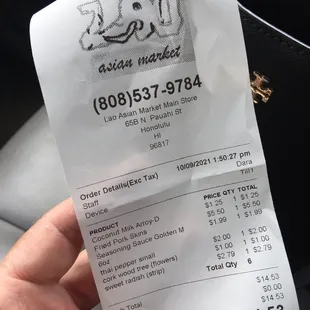 asian market
(808)537-9784
Lao Asian Market Main Store
65B N. Pauahi St
Honolulu
HI
96817
10/09/2021 1:50:27 pm
Order Details(Exc Tax)
Staff Dara
Device Till1
PRODUCT PRICE QTY TOTAL
Coconut Milk Arroy D $1.25 1 $1.25
Fried Pork Skins $5.50 1 $5.50
Seasoning Sauce Golden M $1.99 1 $1.99
6oz
thai pepper small $2.00 1 $2.00
cork wood tree (flowers) $1.00 1 $1.00
sweet radish (strip) $2.79 1 $2.79
Total Qty 6
$14.53
Total $0.00
$14.53